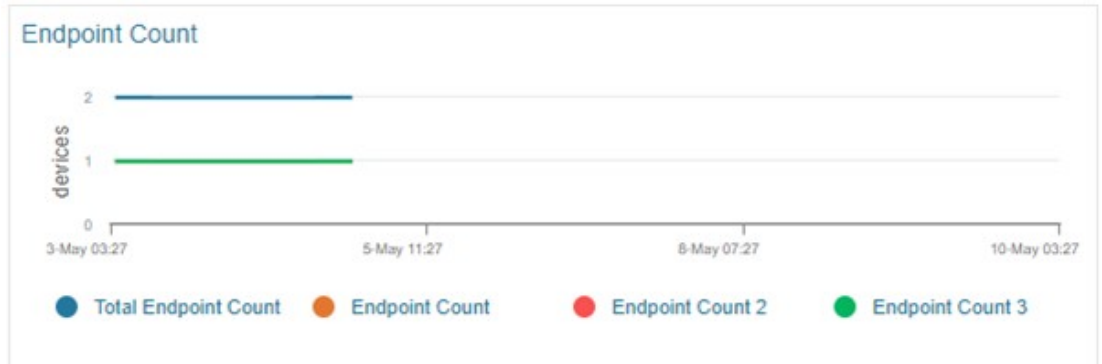 Endpoint Count
2
devices
1
0
3-May 03:27 5-May 11:27 8-May 07:27 10-May 03:27
Total Endpoint Count Endpoint Count Endpoint Count 2 Endpoint Count 3